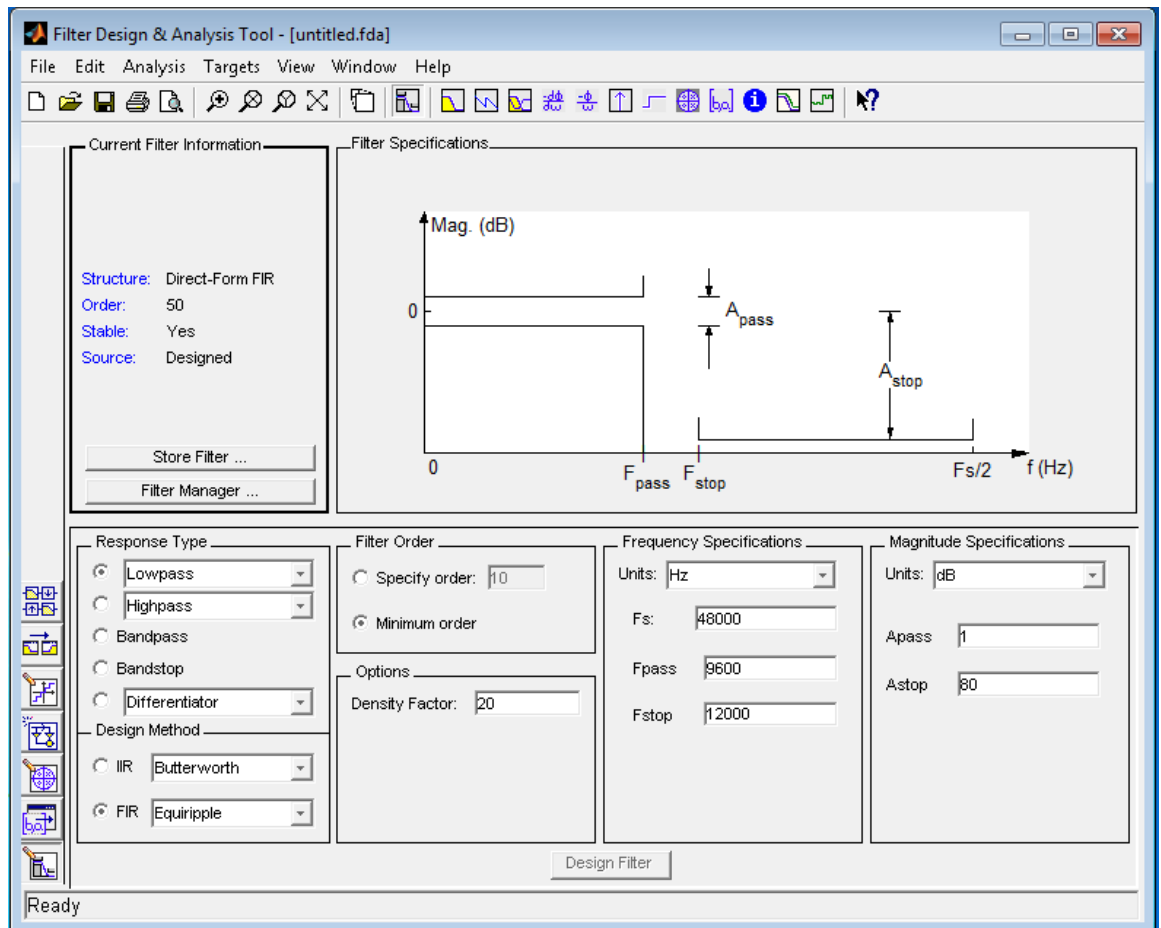 Filter Design & Analysis Tool - [untitled.fda]
File Edit Analysis Targets View Window Help
[b,a]
Current Filter Information
Structure: Direct-Form FIR
Order: 50
Stable: Yes
Source: Designed
Store Filter ...
Filter Manager ...
Filter Specifications
Mag. (dB)
0
Apass
Astop
0
Fpass
Fstop
Fs/2
f (Hz)
Response Type
Lowpass
Highpass
Bandpass
Bandstop
Differentiator
Design Method
IIR Butterworth
FIR Equiripple
Filter Order
Specify order: 10
Minimum order
Options
Density Factor: 20
Frequency Specifications
Units: Hz
Fs: 48000
Fpass 9600
Fstop 12000
Magnitude Specifications
Units: dB
Apass 1
Astop 80
Design Filter
Ready